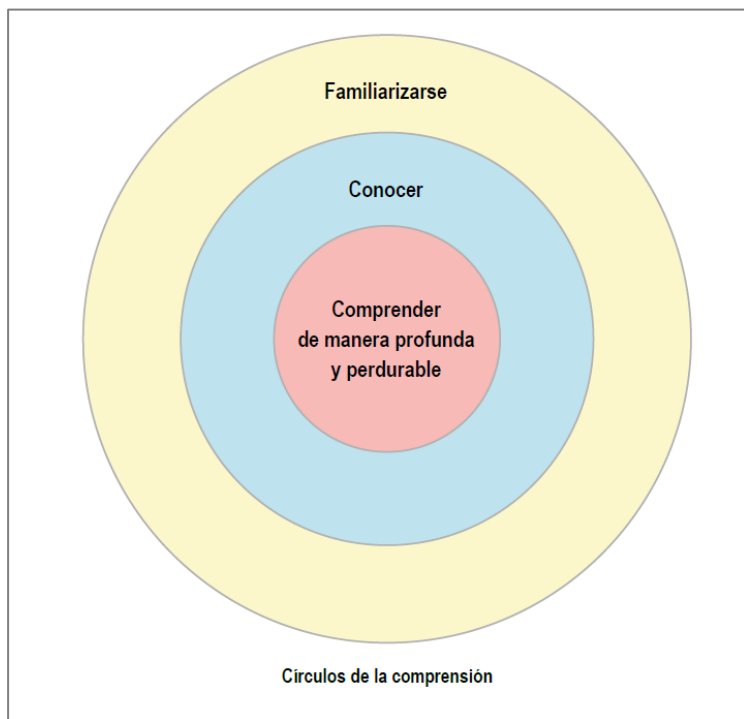 Familiarizarse
Conocer
Comprender
de manera profunda
y perdurable
Círculos de la comprensión